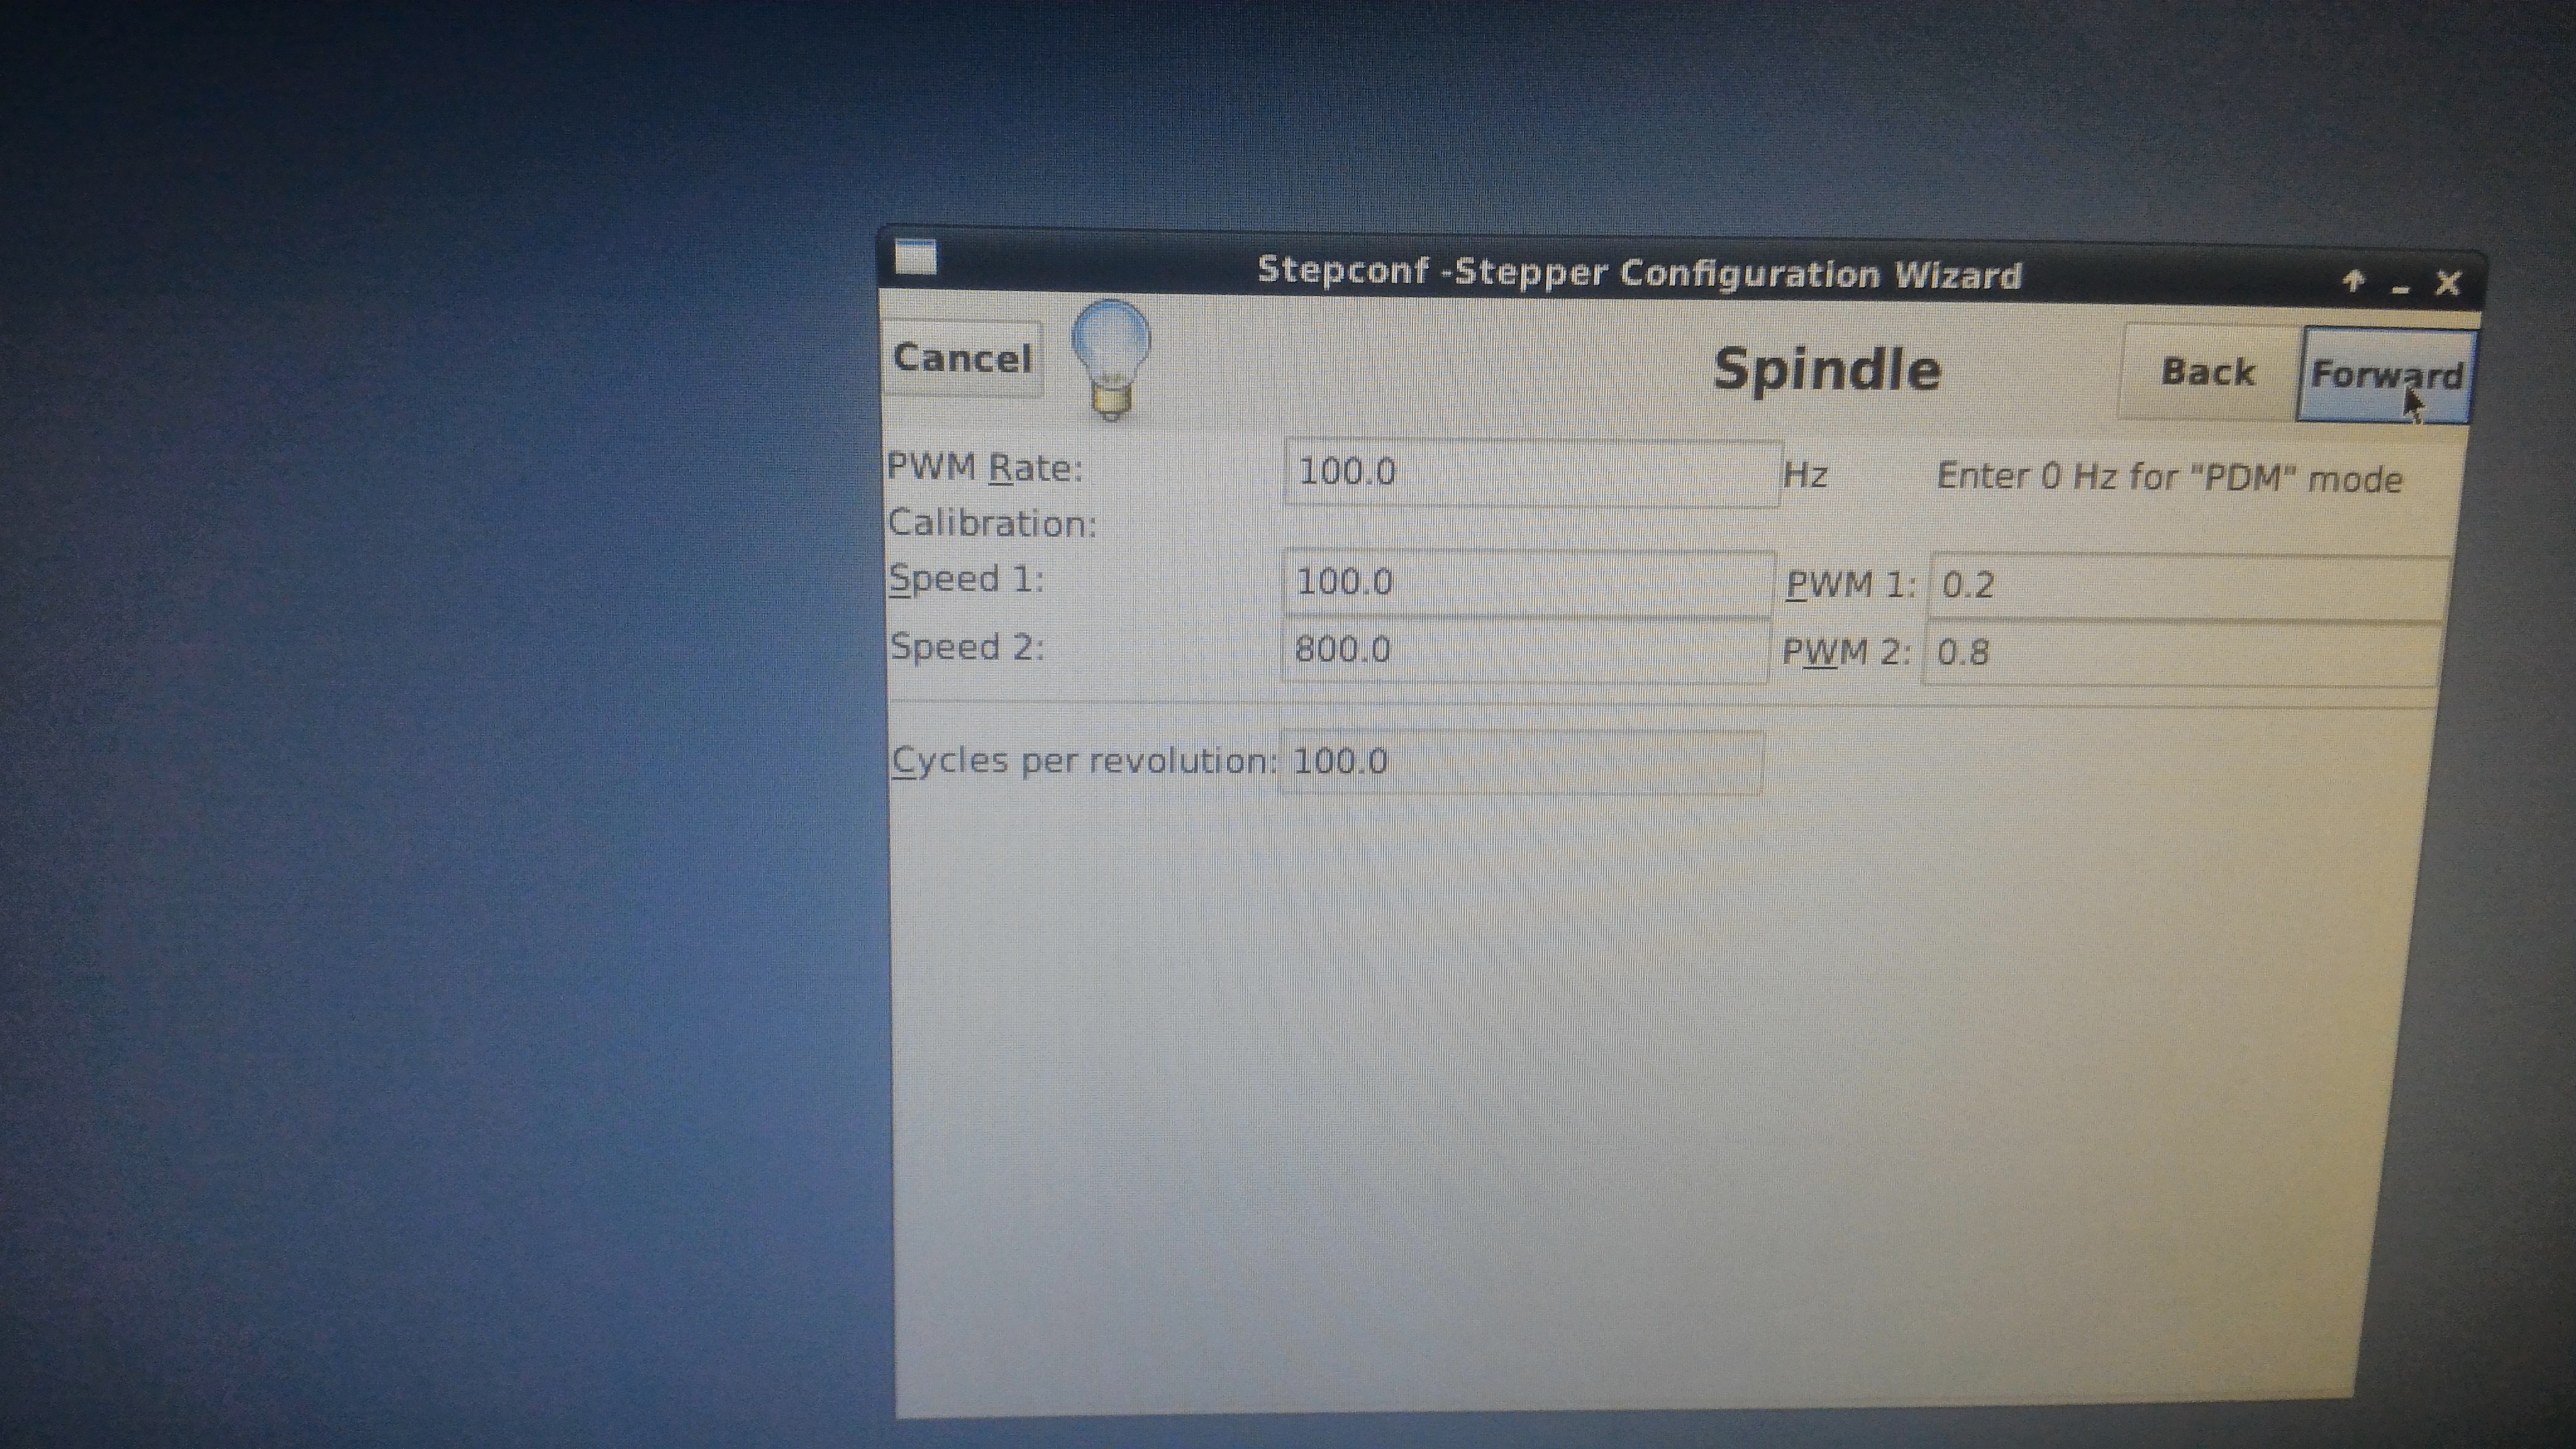 Stepconf -Stepper Configuration Wizard
Cancel Spindle Back Forward
PWM Rate: 100.0 Hz Enter 0 Hz for "PDM" mode
Calibration:
Speed 1: 100.0 PWM 1: 0.2
Speed 2: 800.0 PWM 2: 0.8
Cycles per revolution: 100.0